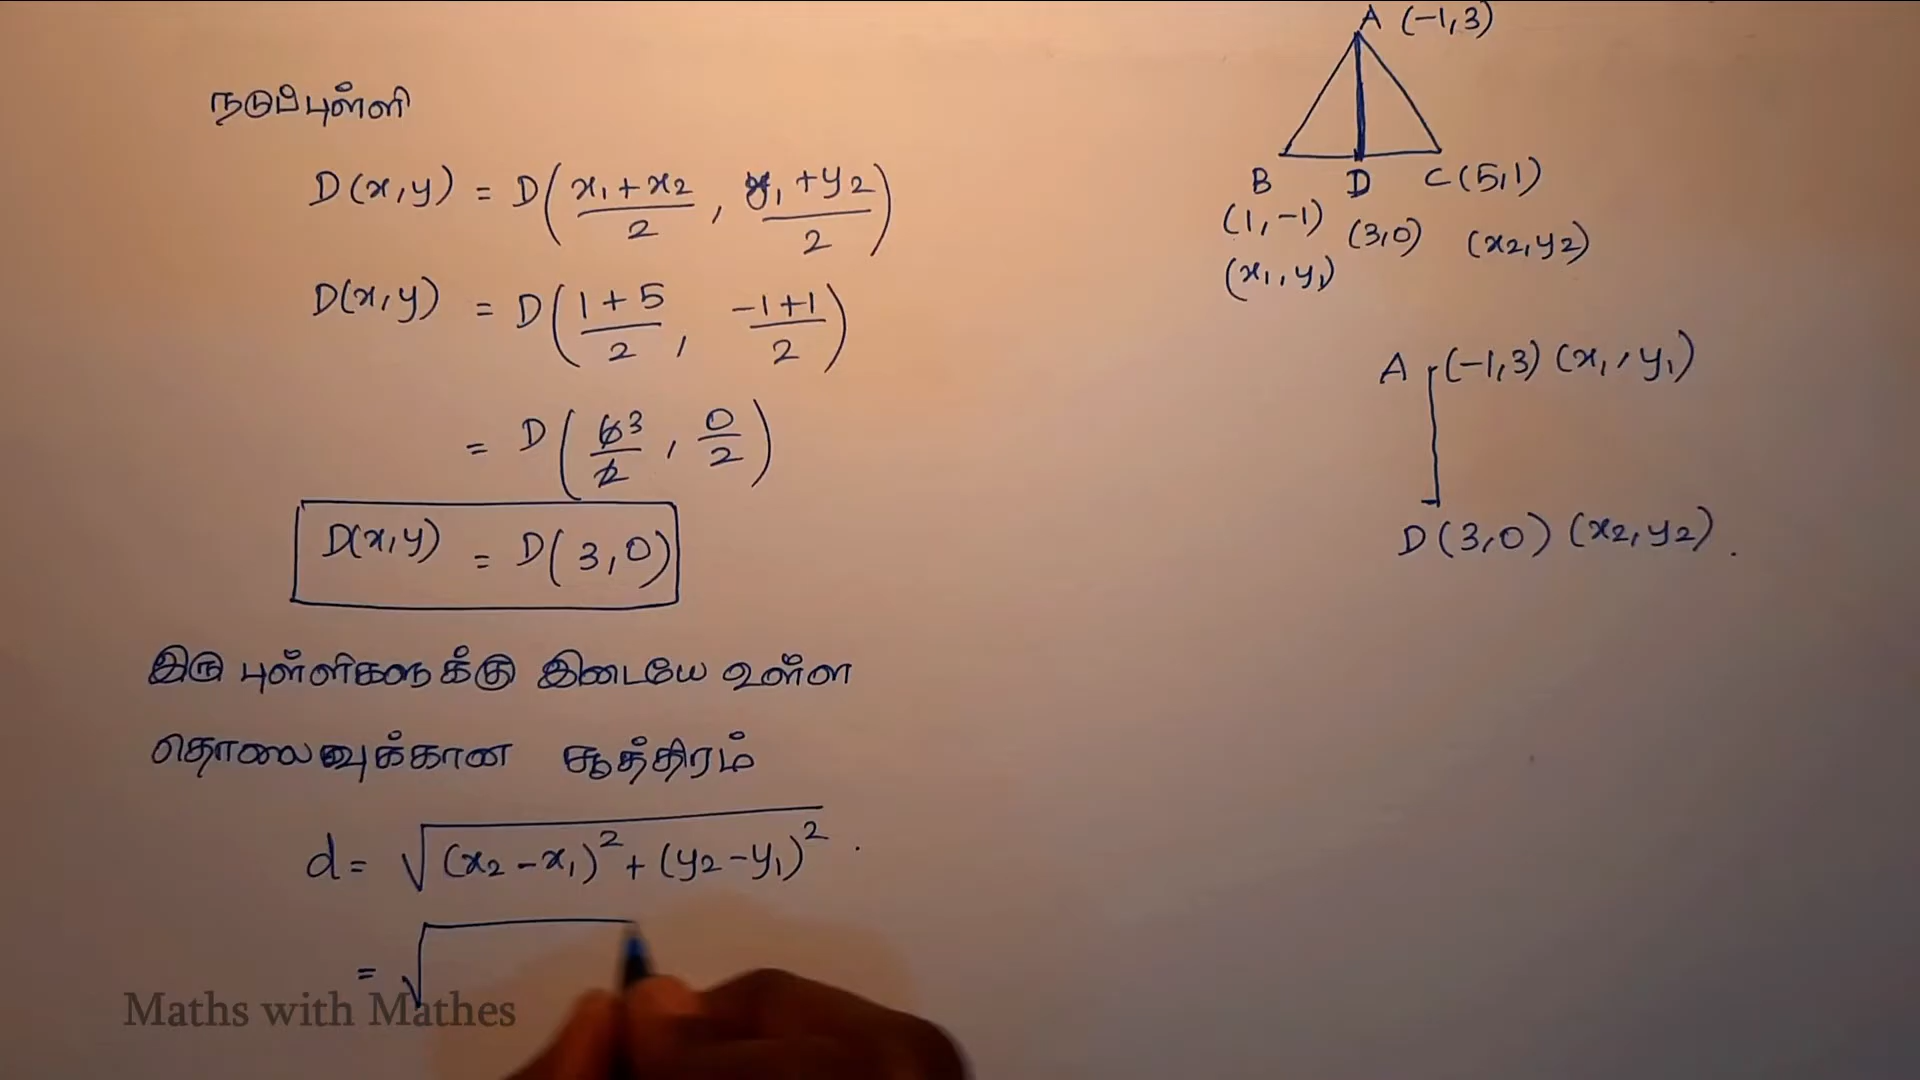 நடுப்புள்ளி
D(x,y) = D((x₁+x₂)/2, (y₁+y₂)/2)
D(x,y) = D((1+5)/2, (-1+1)/2)
= D(6̸3/2̸, 0/2)
D(x,y) = D(3,0)
இரு புள்ளிகளுக்கு இடையே உள்ள
தொலைவுக்கான சூத்திரம்
d = √((x₂-x₁)²+(y₂-y₁)²) .
= √
Maths with Mathes
A (-1,3)
B D C(5,1)
(1,-1) (3,0) (x₂,y₂)
(x₁,y₁)
A (-1,3) (x₁,y₁)
D(3,0) (x₂,y₂) .